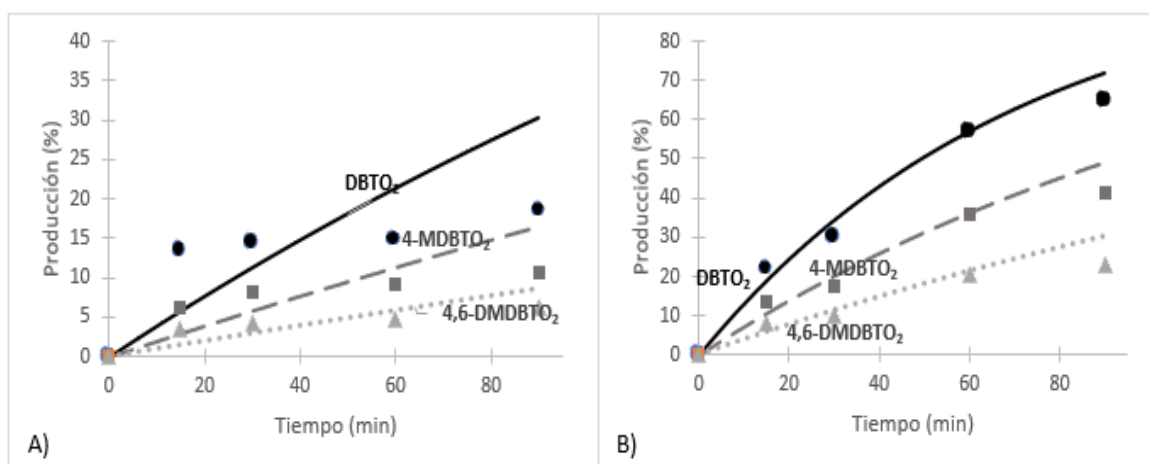 40
35
30
25
20
15
10
5
0
Producción (%)
DBTO₂
4-MDBTO₂
4,6-DMDBTO₂
0 20 40 60 80
Tiempo (min)
A)
80
70
60
50
40
30
20
10
0
Producción (%)
DBTO₂
4-MDBTO₂
4,6-DMDBTO₂
0 20 40 60 80
Tiempo (min)
B)